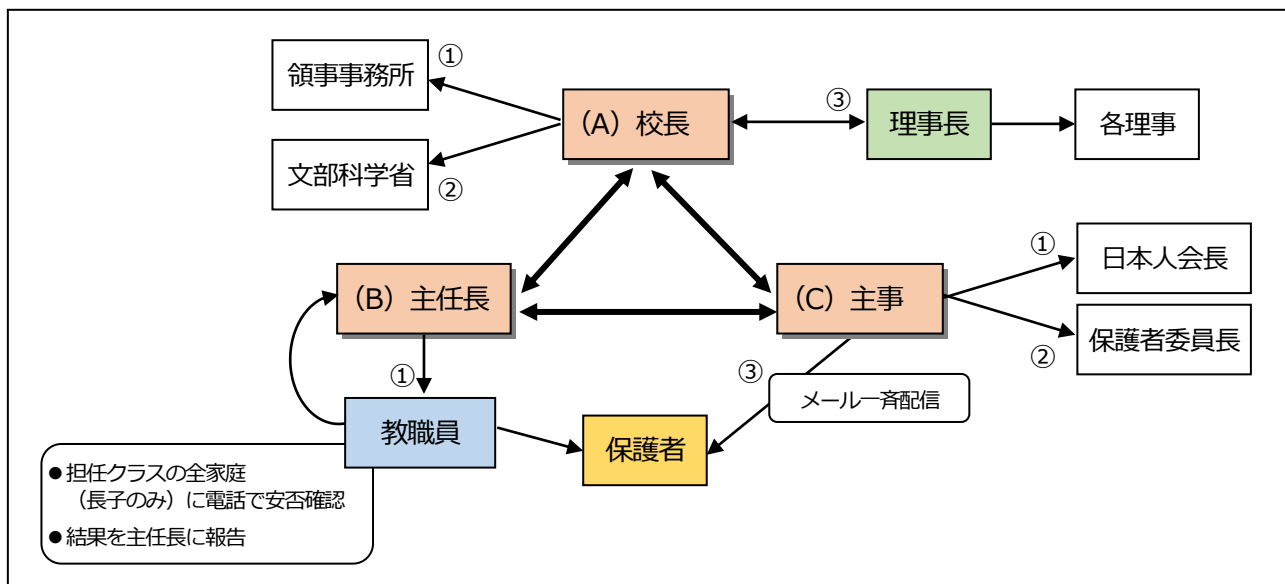 ①
領事事務所
(A)校長
③
理事長
各理事
文部科学省
②
①
日本人会長
(B)主任長
(C)主事
保護者委員長
②
①
③
メール一斉配信
教職員
保護者
●担任クラスの全家庭
(長子のみ)に電話で安否確認
●結果を主任長に報告